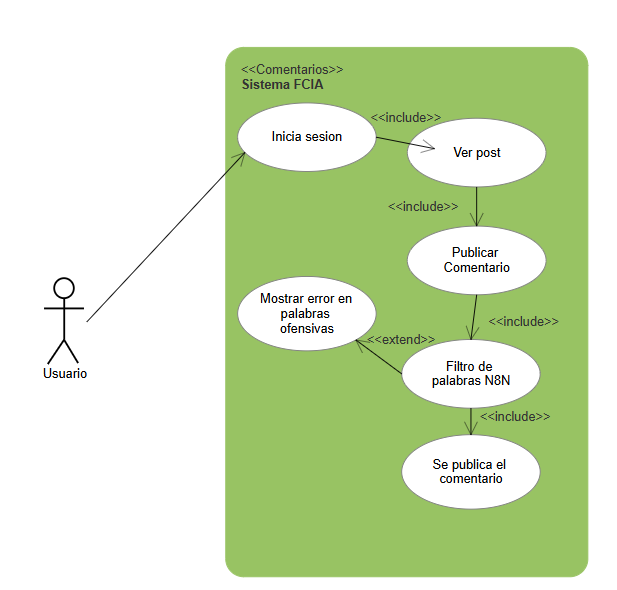 <<Comentarios>>
Sistema FCIA
Inicia sesion
<<include>>
Ver post
<<include>>
Publicar
Comentario
<<include>>
Mostrar error en
palabras
ofensivas
<<extend>>
Filtro de
palabras N8N
<<include>>
Se publica el
comentario
Usuario